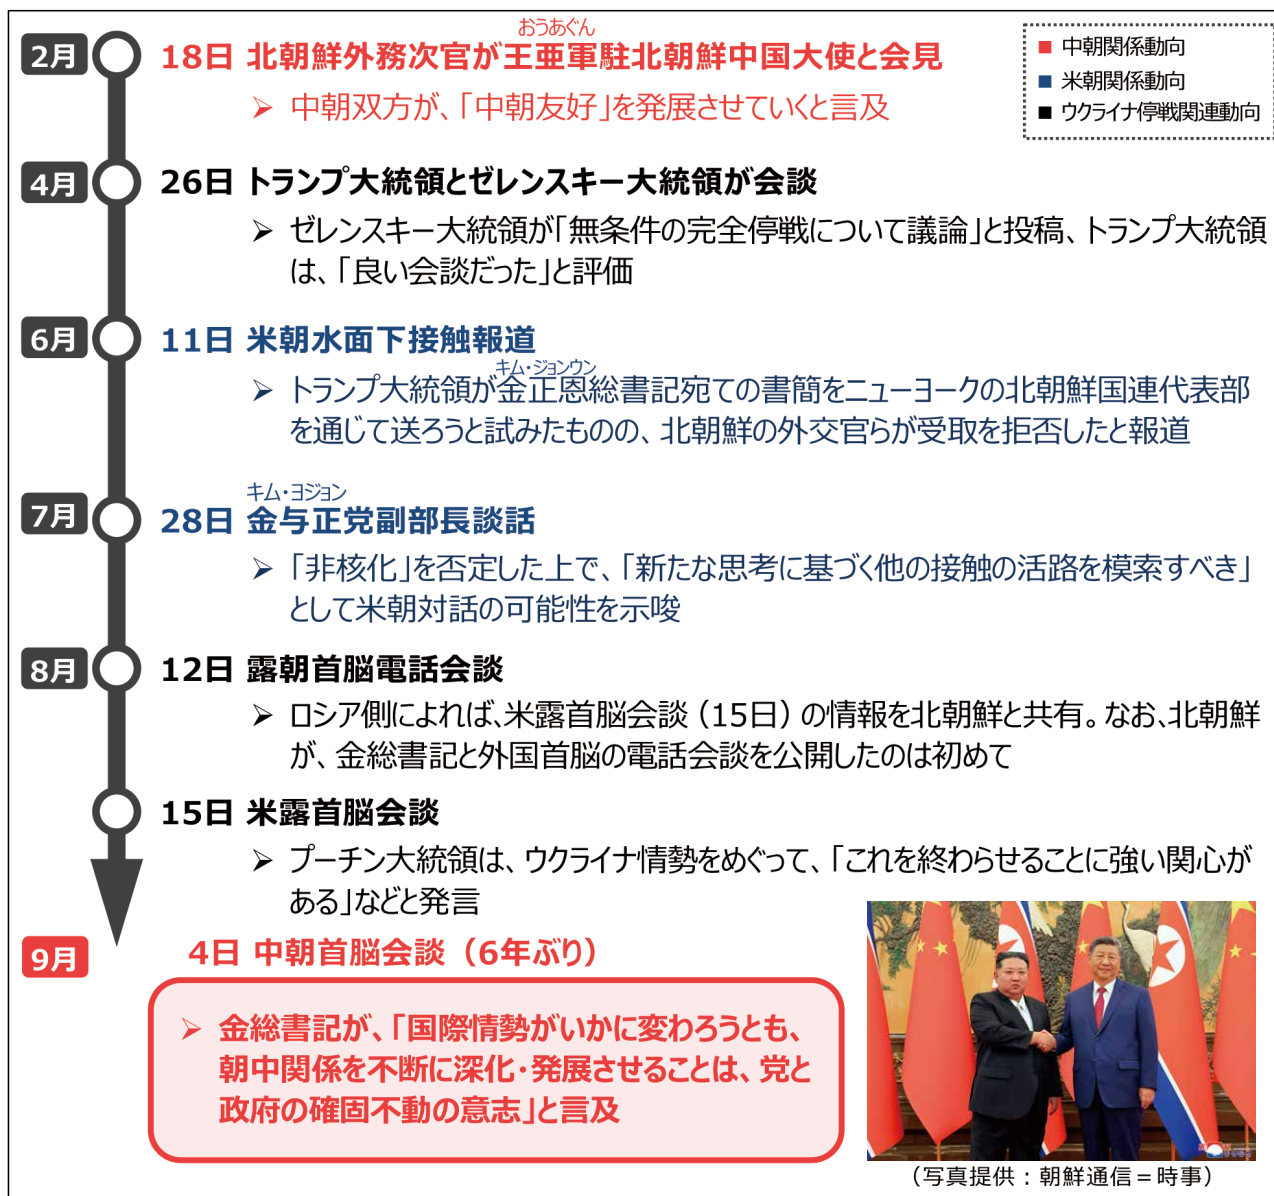 2月
おうあぐん
18日 北朝鮮外務次官が王亜軍駐北朝鮮中国大使と会見
➢ 中朝双方が、「中朝友好」を発展させていくと言及
■ 中朝関係動向
■ 米朝関係動向
■ ウクライナ停戦関連動向
4月
26日 トランプ大統領とゼレンスキー大統領が会談
➢ ゼレンスキー大統領が「無条件の完全停戦について議論」と投稿、トランプ大統領
は、「良い会談だった」と評価
6月
11日 米朝水面下接触報道
キム・ジョンウン
➢ トランプ大統領が金正恩総書記宛ての書簡をニューヨークの北朝鮮国連代表部
を通じて送ろうと試みたものの、北朝鮮の外交官らが受取を拒否したと報道
7月
キム・ヨジョン
28日 金与正党副部長談話
➢ 「非核化」を否定した上で、「新たな思考に基づく他の接触の活路を模索すべき」
として米朝対話の可能性を示唆
8月
12日 露朝首脳電話会談
➢ ロシア側によれば、米露首脳会談（15日）の情報を北朝鮮と共有。なお、北朝鮮
が、金総書記と外国首脳の電話会談を公開したのは初めて
15日 米露首脳会談
➢ プーチン大統領は、ウクライナ情勢をめぐって、「これを終わらせることに強い関心が
ある」などと発言
9月
4日 中朝首脳会談（6年ぶり）
➢ 金総書記が、「国際情勢がいかに変わろうとも、
朝中関係を不断に深化・発展させることは、党と
政府の確固不動の意志」と言及
（写真提供：朝鮮通信＝時事）